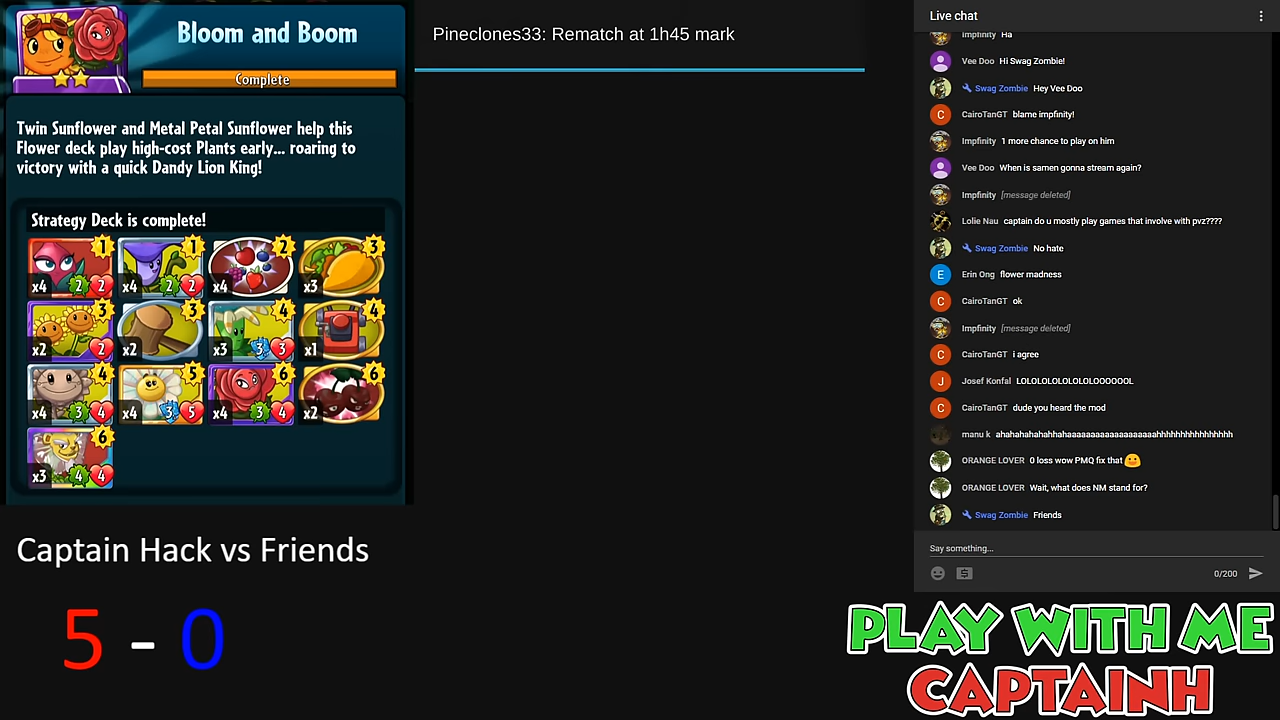 Bloom and Boom
Complete
Twin Sunflower and Metal Petal Sunflower help this
Flower deck play high-cost Plants early... roaring to
victory with a quick Dandy Lion King!
Strategy Deck is complete!
1 1 2 3
x4 2 2 x4 2 2 x4 x3
3 3 4 4
x2 2 x2 x3 3 3 x1
4 5 6 6
x4 3 4 x4 3 5 x4 3 4 x2
6
x3 4 4
Captain Hack vs Friends
5 - 0
Pineclones33: Rematch at 1h45 mark
Live chat
Impfinity Ha
Vee Doo Hi Swag Zombie!
Swag Zombie Hey Vee Doo
C CairoTanGT blame impfinity!
Impfinity 1 more chance to play on him
Vee Doo When is samen gonna stream again?
Impfinity [message deleted]
Lolie Nau captain do u mostly play games that involve with pvz????
Swag Zombie No hate
E Erin Ong flower madness
C CairoTanGT ok
Impfinity [message deleted]
C CairoTanGT i agree
J Josef Konfal LOLOLOLOLOLOLOLOOOOOL
C CairoTanGT dude you heard the mod
manu k ahahahahahahhahaaaaaaaaaaaaaaaaaaahhhhhhhhhhhhhhhh
ORANGE LOVER 0 loss wow PMQ fix that
ORANGE LOVER Wait, what does NM stand for?
Swag Zombie Friends
Say something...
0/200
PLAY WITH ME
CAPTAINH